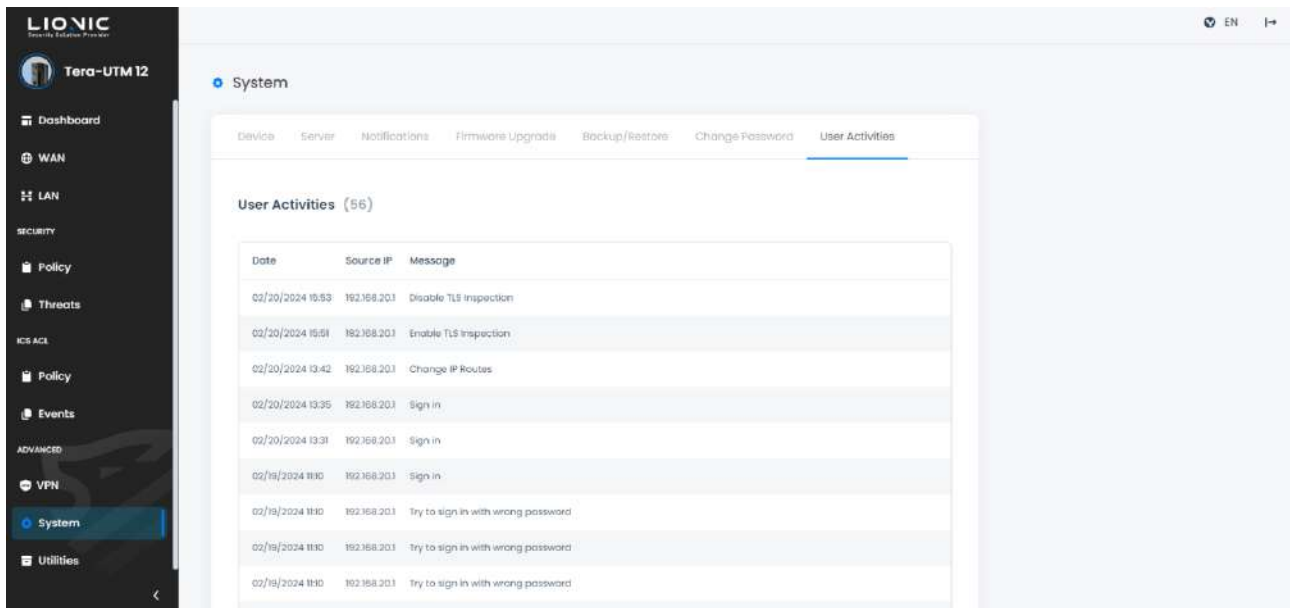 LIONIC
Security Solution Provider
EN
Tera-UTM 12
System
Dashboard
WAN
LAN
SECURITY
Policy
Threats
ICS ACL
Policy
Events
ADVANCED
VPN
System
Utilities
Device Server Notifications Firmware Upgrade Backup/Restore Change Password User Activities
User Activities (56)
Date Source IP Message
02/20/2024 15:53 192.168.20.1 Disable TLS Inspection
02/20/2024 15:51 192.168.20.1 Enable TLS Inspection
02/20/2024 13:42 192.168.20.1 Change IP Routes
02/20/2024 13:35 192.168.20.1 Sign in
02/20/2024 13:31 192.168.20.1 Sign in
02/19/2024 11:10 192.168.20.1 Sign in
02/19/2024 11:10 192.168.20.1 Try to sign in with wrong password
02/19/2024 11:10 192.168.20.1 Try to sign in with wrong password
02/19/2024 11:10 192.168.20.1 Try to sign in with wrong password